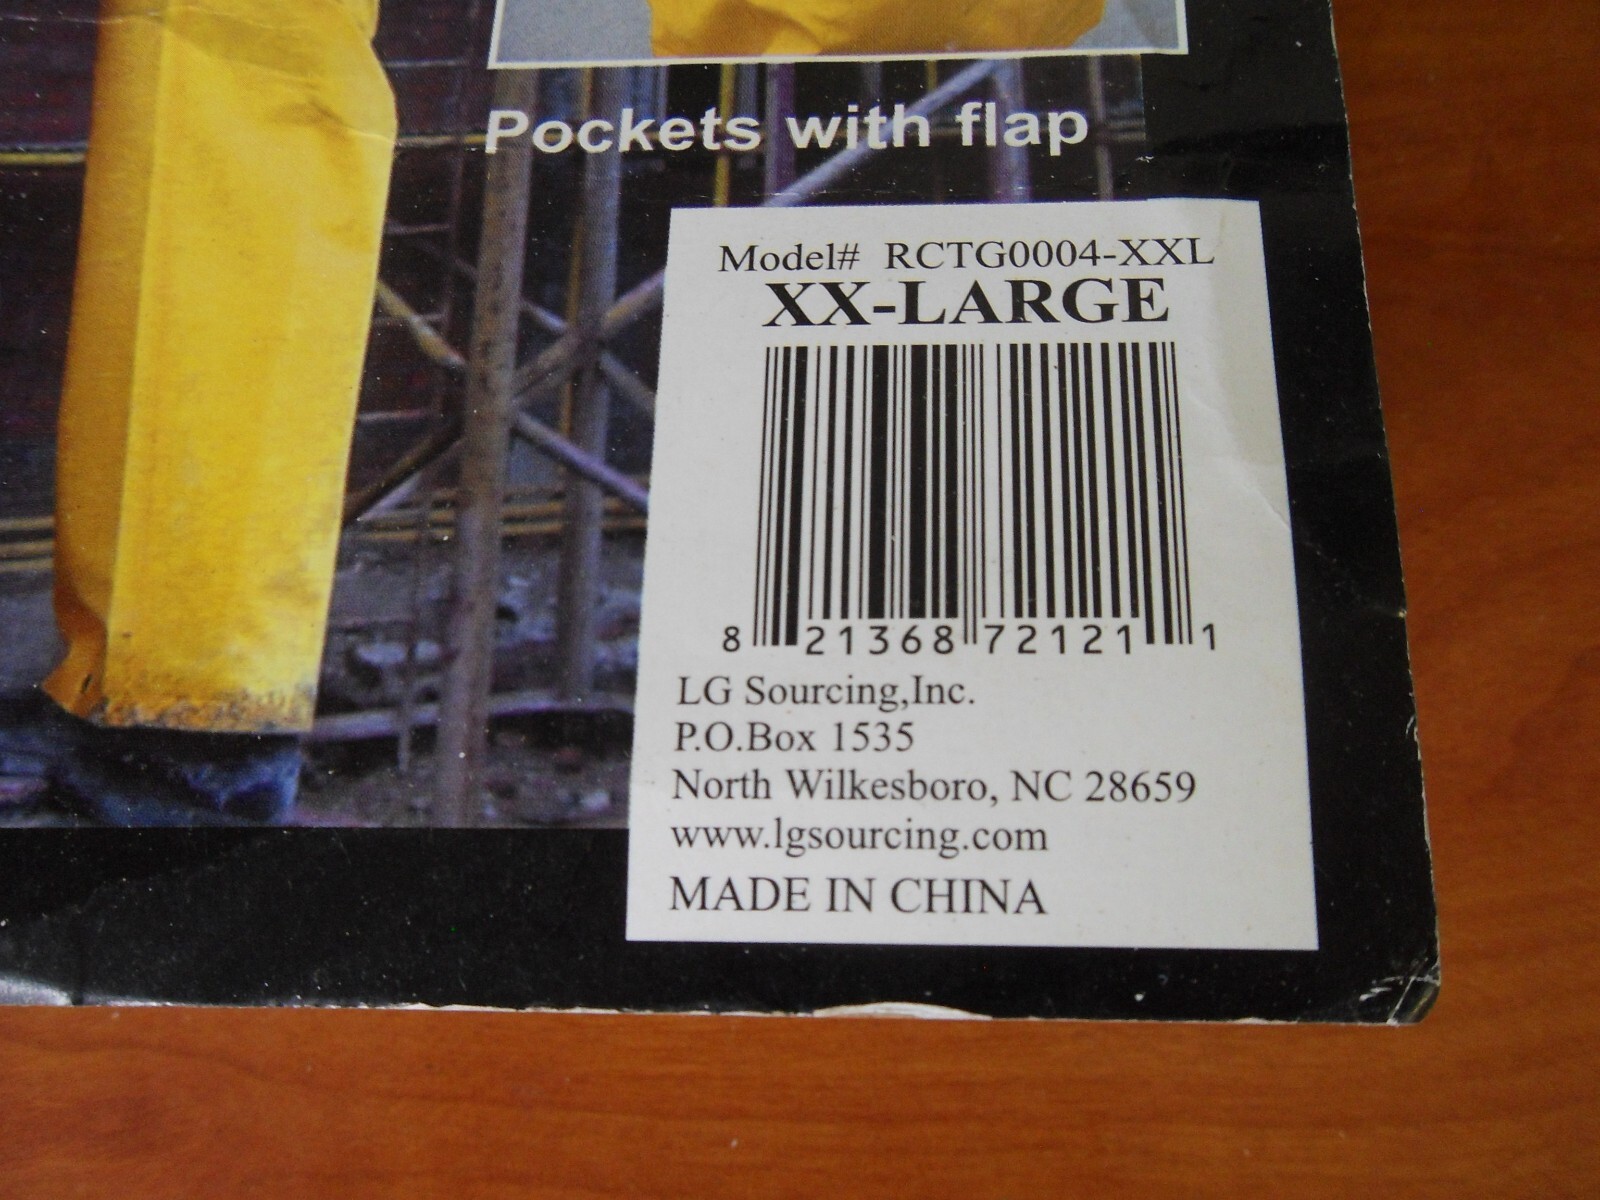 Pockets with flap
Model# RCTG0004-XXL
XX-LARGE
8 21368 72121 1
LG Sourcing,Inc.
P.O.Box 1535
North Wilkesboro, NC 28659
www.lgsourcing.com
MADE IN CHINA